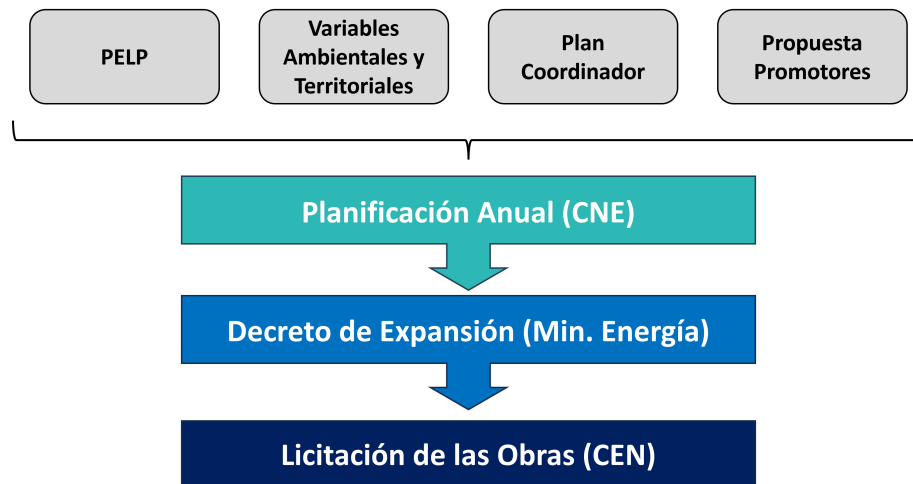 PELP
Variables
Ambientales y
Territoriales
Plan
Coordinador
Propuesta
Promotores
Planificación Anual (CNE)
Decreto de Expansión (Min. Energía)
Licitación de las Obras (CEN)